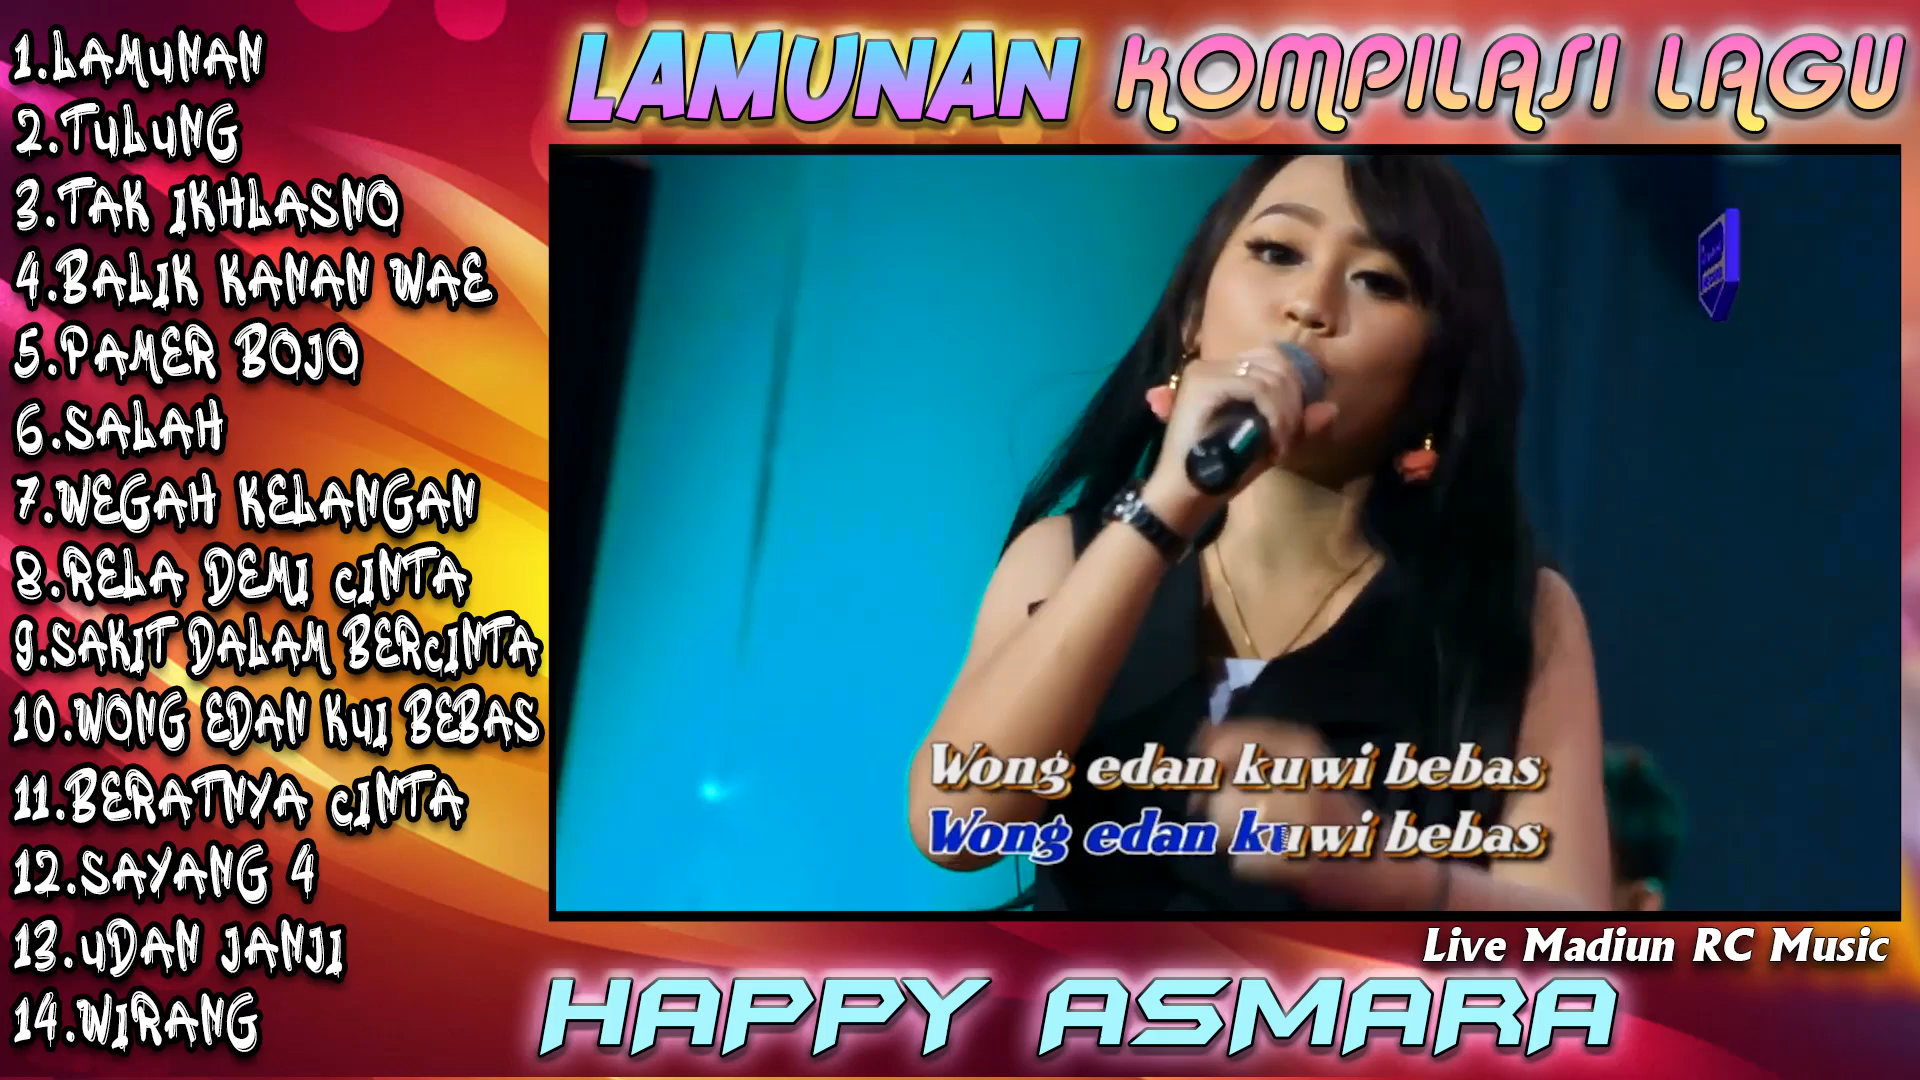 LAMUNAN KOMPILASI LAGU
1.LAMUNAN
2.TULUNG
3.TAK IKHLASNO
4.BALIK KANAN WAE
5.PAMER BOJO
6.SALAH
7.WEGAH KELANGAN
8.RELA DEMI CINTA
9.SAKIT DALAM BERCINTA
10.WONG EDAN KUI BEBAS
11.BERATNYA CINTA
12.SAYANG 4
13.UDAN JANJI
14.WIRANG
Wong edan kuwi bebas
Wong edan kuwi bebas
Live Madiun RC Music
HAPPY ASMARA